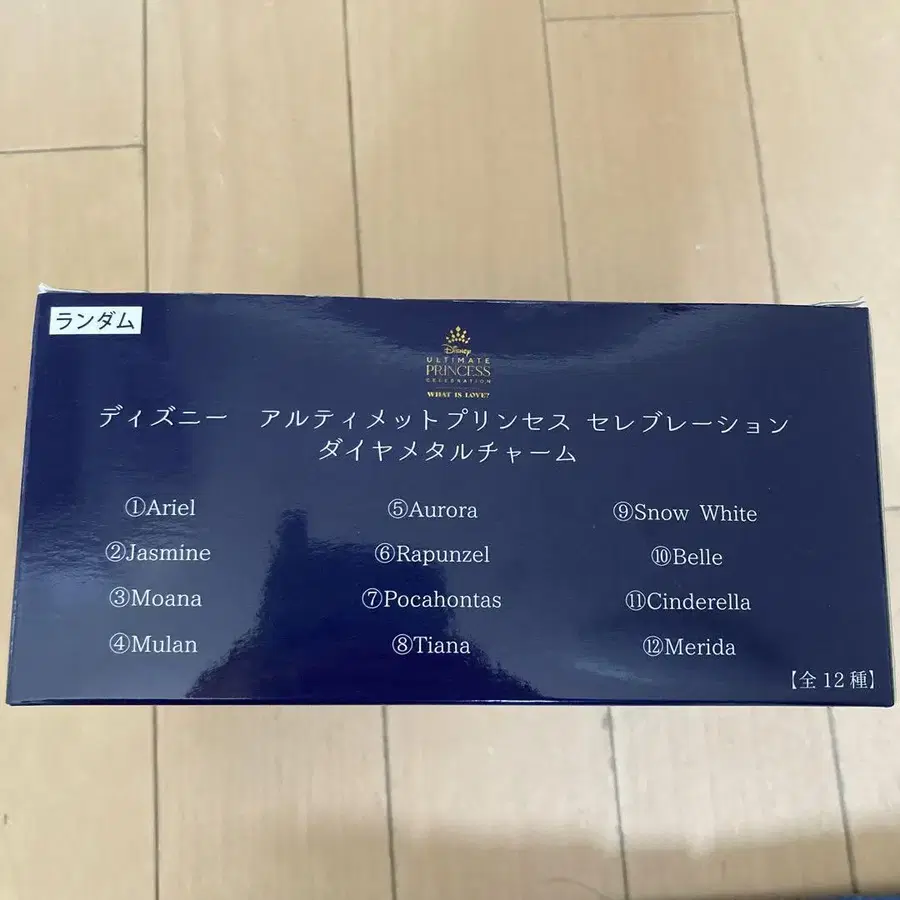 ランダム
Disney
ULTIMATE
PRINCESS
CELEBRATION
WHAT IS LOVE?
ディズニー　アルティメットプリンセス セレブレーション
ダイヤメタルチャーム
①Ariel
②Jasmine
③Moana
④Mulan
⑤Aurora
⑥Rapunzel
⑦Pocahontas
⑧Tiana
⑨Snow White
⑩Belle
⑪Cinderella
⑫Merida
【全12種】